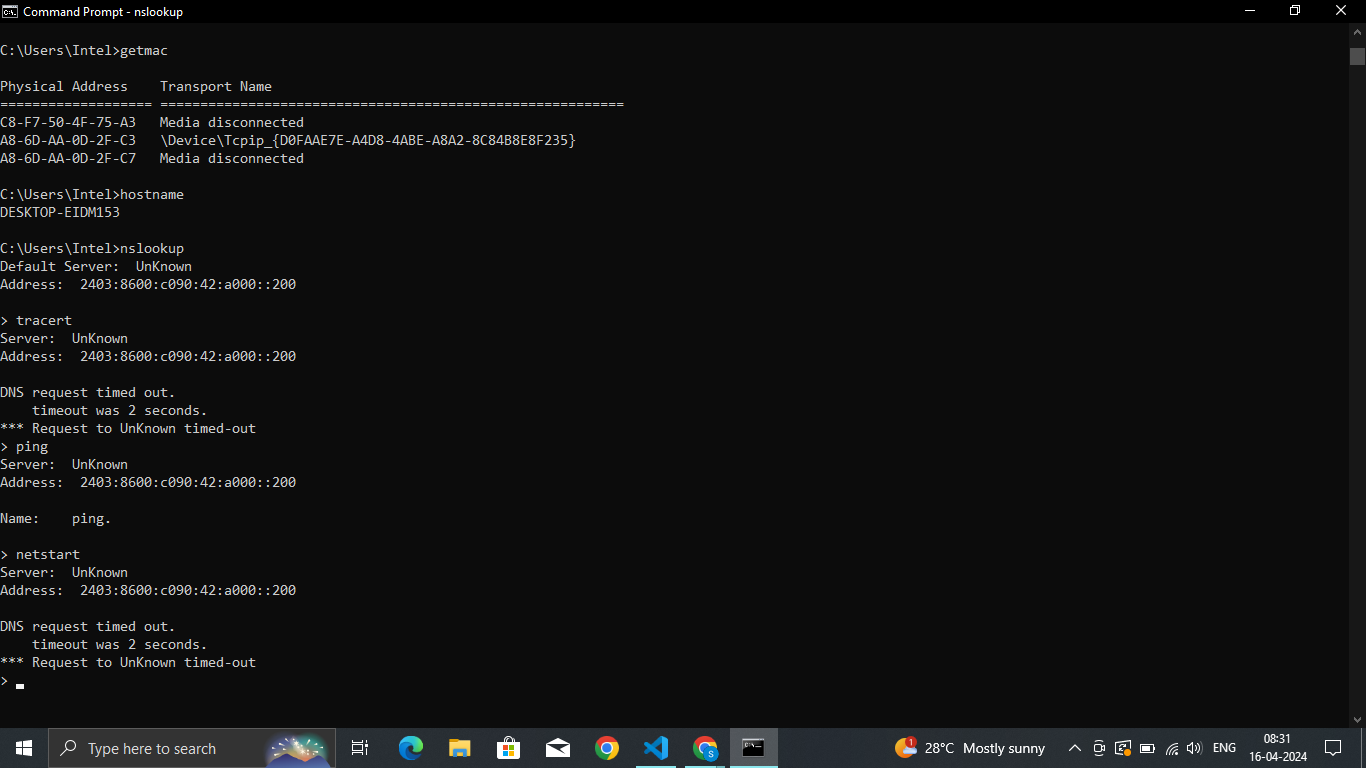 Command Prompt - nslookup
C:\Users\Intel>getmac
Physical Address    Transport Name
=================== ==========================================================
C8-F7-50-4F-75-A3   Media disconnected
A8-6D-AA-0D-2F-C3   \Device\Tcpip_{D0FAAE7E-A4D8-4ABE-A8A2-8C84B8E8F235}
A8-6D-AA-0D-2F-C7   Media disconnected
C:\Users\Intel>hostname
DESKTOP-EIDM153
C:\Users\Intel>nslookup
Default Server:  UnKnown
Address:  2403:8600:c090:42:a000::200
> tracert
Server:  UnKnown
Address:  2403:8600:c090:42:a000::200
DNS request timed out.
    timeout was 2 seconds.
*** Request to UnKnown timed-out
> ping
Server:  UnKnown
Address:  2403:8600:c090:42:a000::200
Name:    ping.
> netstart
Server:  UnKnown
Address:  2403:8600:c090:42:a000::200
DNS request timed out.
    timeout was 2 seconds.
*** Request to UnKnown timed-out
>
Type here to search
1
S
28°C Mostly sunny
ENG
08:31
16-04-2024